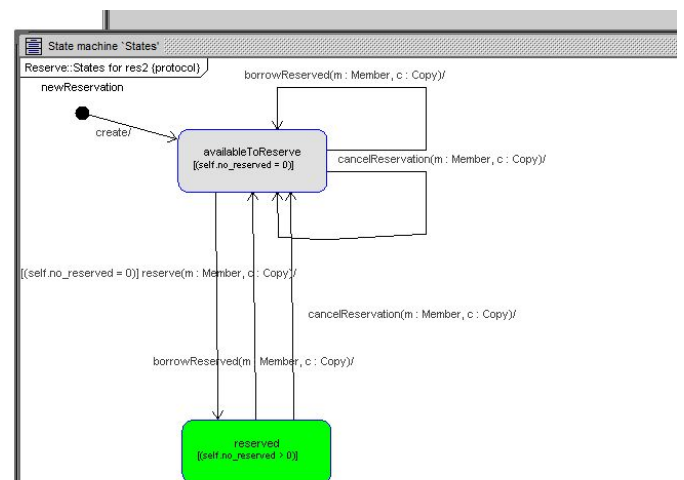 State machine `States'
Reserve::States for res2 {protocol}
newReservation
borrowReserved(m : Member, c : Copy)/
create/
availableToReserve
[(self.no_reserved = 0)]
cancelReservation(m : Member, c : Copy)/
[(self.no_reserved = 0)] reserve(m : Member, c : Copy)/
cancelReservation(m : Member, c : Copy)/
borrowReserved(m : Member, c : Copy)/
reserved
[(self.no_reserved > 0)]